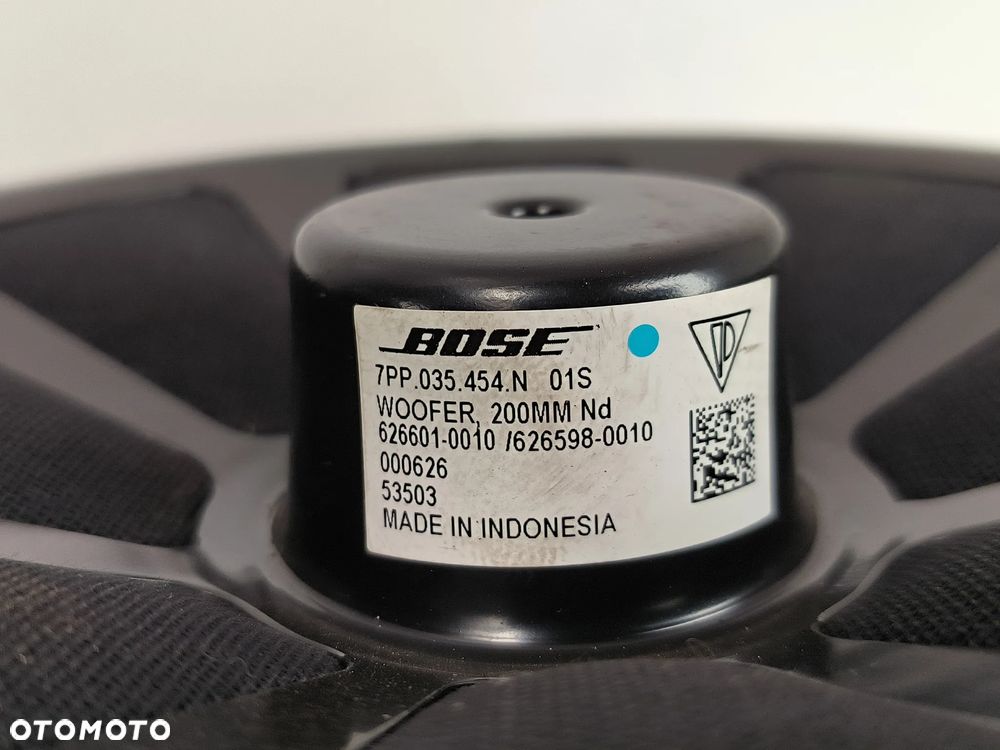 BOSE
7PP.035.454.N 01S
WOOFER, 200MM Nd
626601-0010 /626598-0010
000626
53503
MADE IN INDONESIA
OTOMOTO